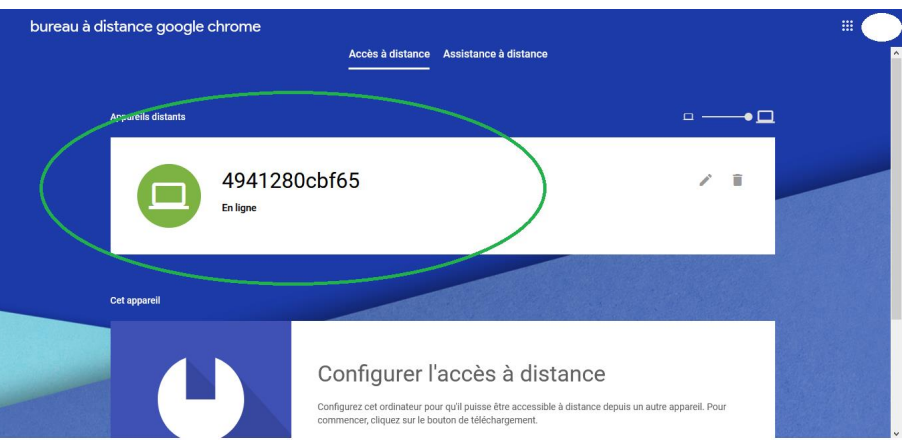 bureau à distance google chrome
Accès à distance Assistance à distance
Appareils distants
4941280cbf65
En ligne
Cet appareil
Configurer l'accès à distance
Configurez cet ordinateur pour qu'il puisse être accessible à distance depuis un autre appareil. Pour
commencer, cliquez sur le bouton de téléchargement.